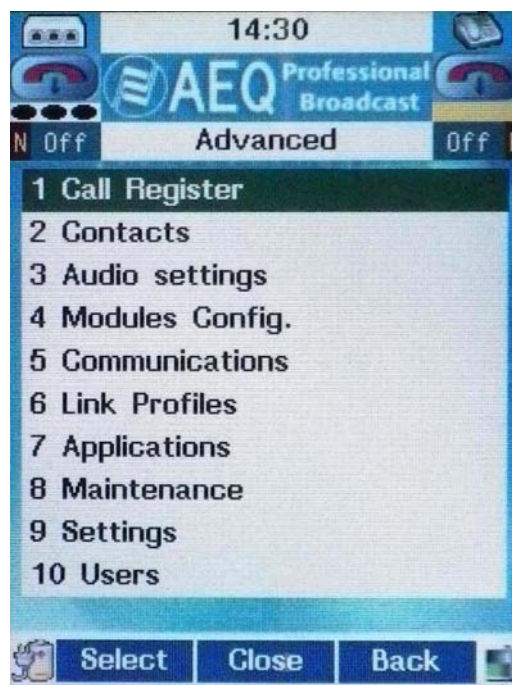 14:30
AEQ Professional Broadcast
N Off Advanced Off
1 Call Register
2 Contacts
3 Audio settings
4 Modules Config.
5 Communications
6 Link Profiles
7 Applications
8 Maintenance
9 Settings
10 Users
Select Close Back